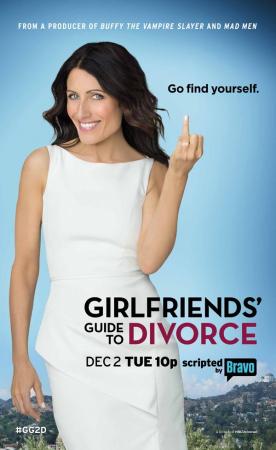 FROM A PRODUCER OF BUFFY THE VAMPIRE SLAYER AND MAD MEN
Go find yourself.
GIRLFRIENDS'
GUIDE
TO DIVORCE
DEC 2 TUE 10p scripted
by Bravo
#GG2D